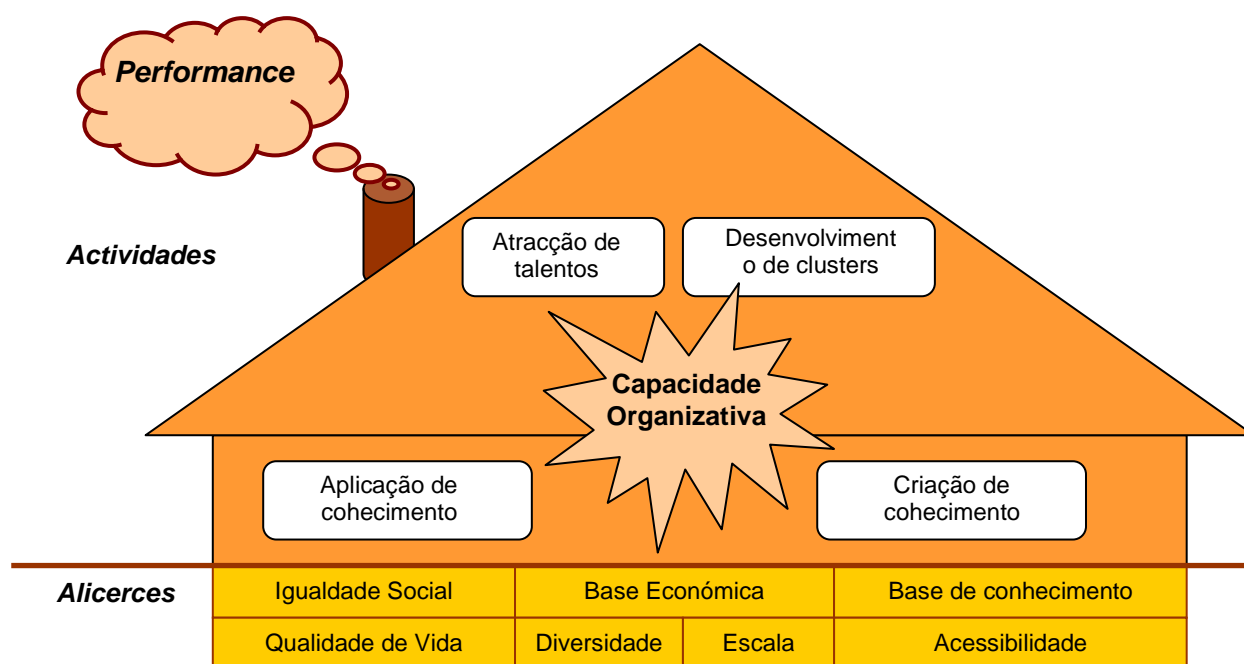 Performance
Actividades
Atracção de
talentos
Desenvolviment
o de clusters
Capacidade
Organizativa
Aplicação de
cohecimento
Criação de
cohecimento
Alicerces
Igualdade Social
Base Económica
Base de conhecimento
Qualidade de Vida
Diversidade
Escala
Acessibilidade